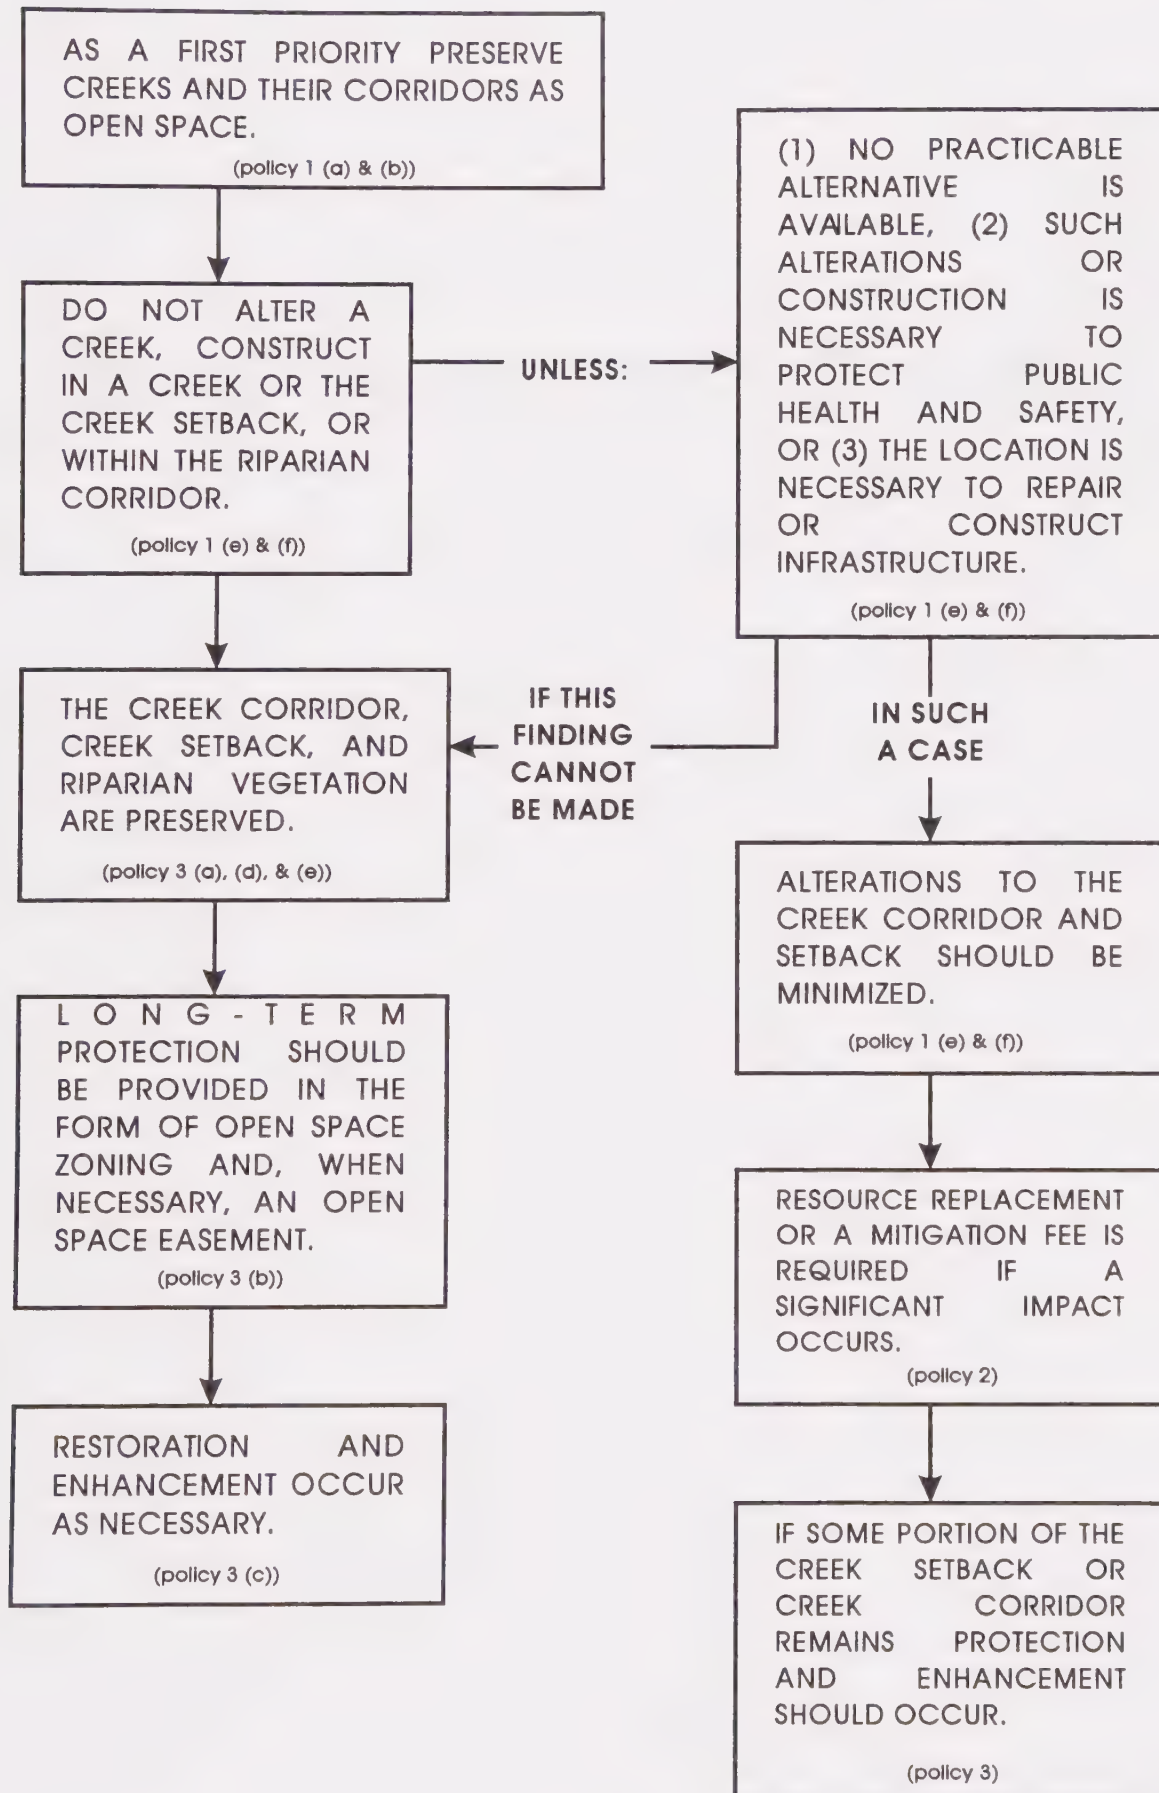 AS A FIRST PRIORITY PRESERVE
CREEKS AND THEIR CORRIDORS AS
OPEN SPACE.
(policy 1 (a) & (b))
DO NOT ALTER A
CREEK, CONSTRUCT
IN A CREEK OR THE
CREEK SETBACK, OR
WITHIN THE RIPARIAN
CORRIDOR.
(policy 1 (e) & (f))
UNLESS:
(1) NO PRACTICABLE
ALTERNATIVE IS
AVAILABLE, (2) SUCH
ALTERATIONS OR
CONSTRUCTION IS
NECESSARY TO
PROTECT PUBLIC
HEALTH AND SAFETY,
OR (3) THE LOCATION IS
NECESSARY TO REPAIR
OR CONSTRUCT
INFRASTRUCTURE.
(policy 1 (e) & (f))
IF THIS
FINDING
CANNOT
BE MADE
THE CREEK CORRIDOR,
CREEK SETBACK, AND
RIPARIAN VEGETATION
ARE PRESERVED.
(policy 3 (a), (d), & (e))
LONG-TERM
PROTECTION SHOULD
BE PROVIDED IN THE
FORM OF OPEN SPACE
ZONING AND, WHEN
NECESSARY, AN OPEN
SPACE EASEMENT.
(policy 3 (b))
RESTORATION AND
ENHANCEMENT OCCUR
AS NECESSARY.
(policy 3 (c))
IN SUCH
A CASE
ALTERATIONS TO THE
CREEK CORRIDOR AND
SETBACK SHOULD BE
MINIMIZED.
(policy 1 (e) & (f))
RESOURCE REPLACEMENT
OR A MITIGATION FEE IS
REQUIRED IF A
SIGNIFICANT IMPACT
OCCURS.
(policy 2)
IF SOME PORTION OF THE
CREEK SETBACK OR
CREEK CORRIDOR
REMAINS PROTECTION
AND ENHANCEMENT
SHOULD OCCUR.
(policy 3)